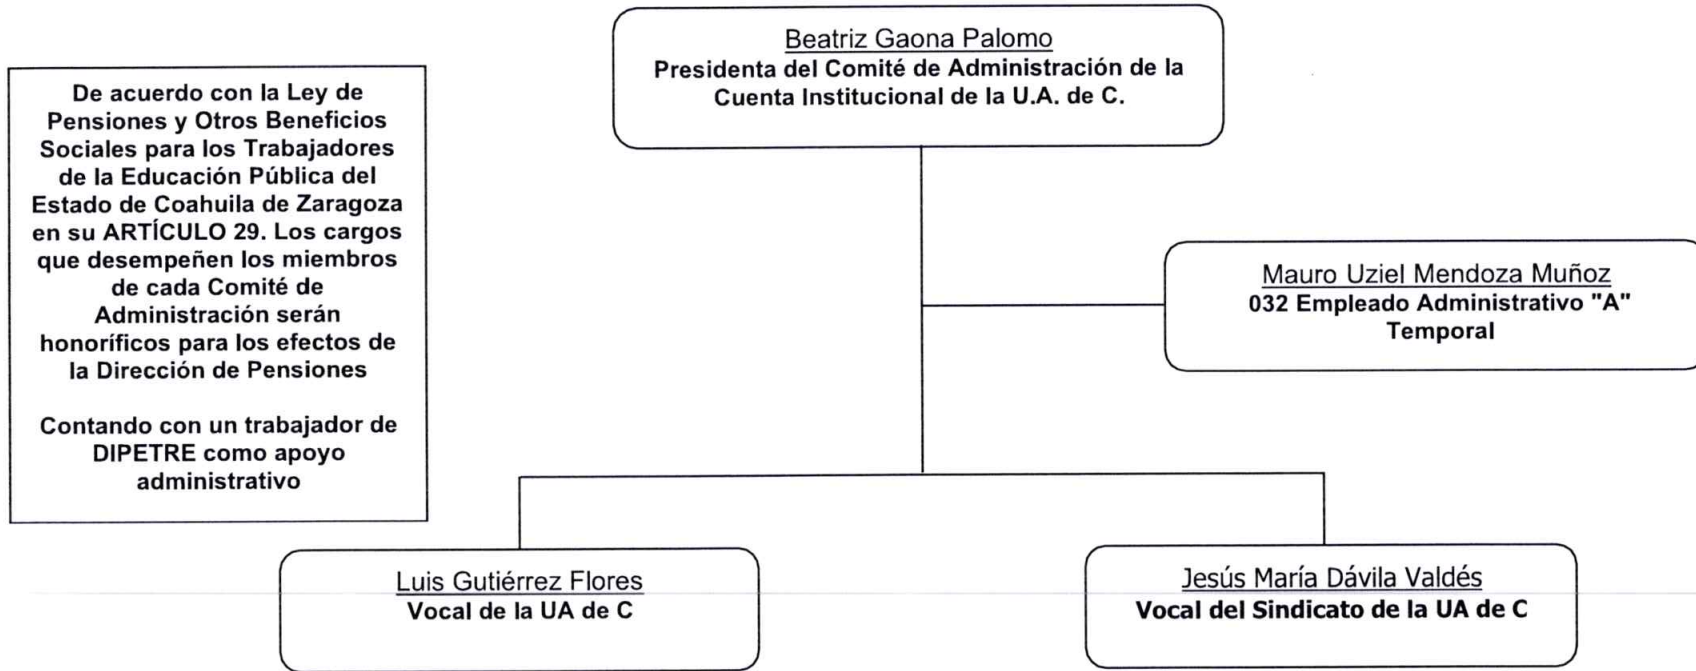 Beatriz Gaona Palomo
Presidenta del Comité de Administración de la
Cuenta Institucional de la U.A. de C.
De acuerdo con la Ley de
Pensiones y Otros Beneficios
Sociales para los Trabajadores
de la Educación Pública del
Estado de Coahuila de Zaragoza
en su ARTÍCULO 29. Los cargos
que desempeñen los miembros
de cada Comité de
Administración serán
honoríficos para los efectos de
la Dirección de Pensiones
Contando con un trabajador de
DIPETRE como apoyo
administrativo
Mauro Uziel Mendoza Muñoz
032 Empleado Administrativo "A"
Temporal
Luis Gutiérrez Flores
Vocal de la UA de C
Jesús María Dávila Valdés
Vocal del Sindicato de la UA de C